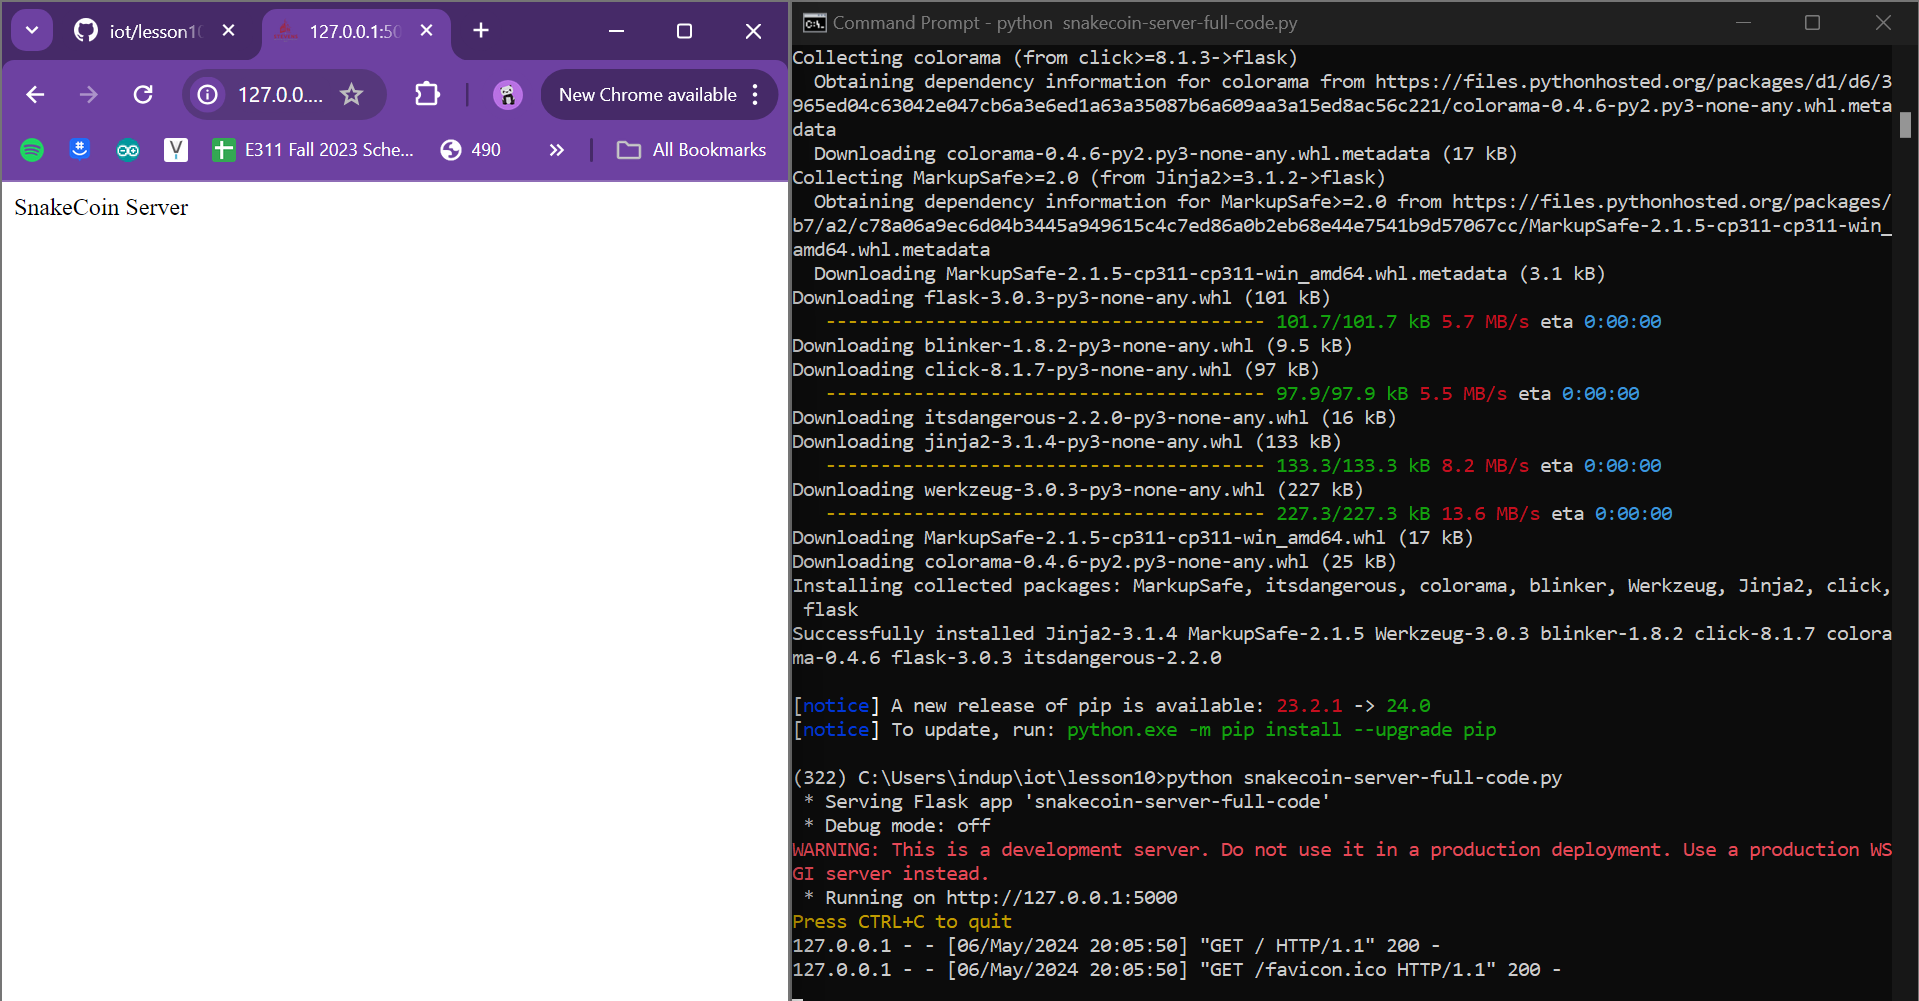 iot/lesson10
127.0.0.1:50
127.0.0....
New Chrome available
E311 Fall 2023 Sche...
490
All Bookmarks
SnakeCoin Server
Command Prompt - python  snakecoin-server-full-code.py
Collecting colorama (from click>=8.1.3->flask)
  Obtaining dependency information for colorama from https://files.pythonhosted.org/packages/d1/d6/3
965ed04c63042e047cb6a3e6ed1a63a35087b6a609aa3a15ed8ac56c221/colorama-0.4.6-py2.py3-none-any.whl.meta
data
  Downloading colorama-0.4.6-py2.py3-none-any.whl.metadata (17 kB)
Collecting MarkupSafe>=2.0 (from Jinja2>=3.1.2->flask)
  Obtaining dependency information for MarkupSafe>=2.0 from https://files.pythonhosted.org/packages/
b7/a2/c78a06a9ec6d04b3445a949615c4c7ed86a0b2eb68e44e7541b9d57067cc/MarkupSafe-2.1.5-cp311-cp311-win_
amd64.whl.metadata
  Downloading MarkupSafe-2.1.5-cp311-cp311-win_amd64.whl.metadata (3.1 kB)
Downloading flask-3.0.3-py3-none-any.whl (101 kB)
   ---------------------------------------- 101.7/101.7 kB 5.7 MB/s eta 0:00:00
Downloading blinker-1.8.2-py3-none-any.whl (9.5 kB)
Downloading click-8.1.7-py3-none-any.whl (97 kB)
   ---------------------------------------- 97.9/97.9 kB 5.5 MB/s eta 0:00:00
Downloading itsdangerous-2.2.0-py3-none-any.whl (16 kB)
Downloading jinja2-3.1.4-py3-none-any.whl (133 kB)
   ---------------------------------------- 133.3/133.3 kB 8.2 MB/s eta 0:00:00
Downloading werkzeug-3.0.3-py3-none-any.whl (227 kB)
   ---------------------------------------- 227.3/227.3 kB 13.6 MB/s eta 0:00:00
Downloading MarkupSafe-2.1.5-cp311-cp311-win_amd64.whl (17 kB)
Downloading colorama-0.4.6-py2.py3-none-any.whl (25 kB)
Installing collected packages: MarkupSafe, itsdangerous, colorama, blinker, Werkzeug, Jinja2, click,
 flask
Successfully installed Jinja2-3.1.4 MarkupSafe-2.1.5 Werkzeug-3.0.3 blinker-1.8.2 click-8.1.7 colora
ma-0.4.6 flask-3.0.3 itsdangerous-2.2.0
[notice] A new release of pip is available: 23.2.1 -> 24.0
[notice] To update, run: python.exe -m pip install --upgrade pip
(322) C:\Users\indup\iot\lesson10>python snakecoin-server-full-code.py
 * Serving Flask app 'snakecoin-server-full-code'
 * Debug mode: off
WARNING: This is a development server. Do not use it in a production deployment. Use a production WS
GI server instead.
 * Running on http://127.0.0.1:5000
Press CTRL+C to quit
127.0.0.1 - - [06/May/2024 20:05:50] "GET / HTTP/1.1" 200 -
127.0.0.1 - - [06/May/2024 20:05:50] "GET /favicon.ico HTTP/1.1" 200 -